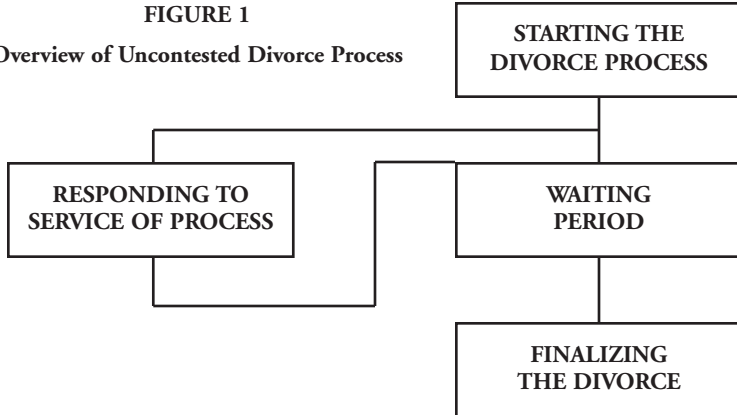 FIGURE 1
Overview of Uncontested Divorce Process
STARTING THE
DIVORCE PROCESS
RESPONDING TO
SERVICE OF PROCESS
WAITING
PERIOD
FINALIZING
THE DIVORCE